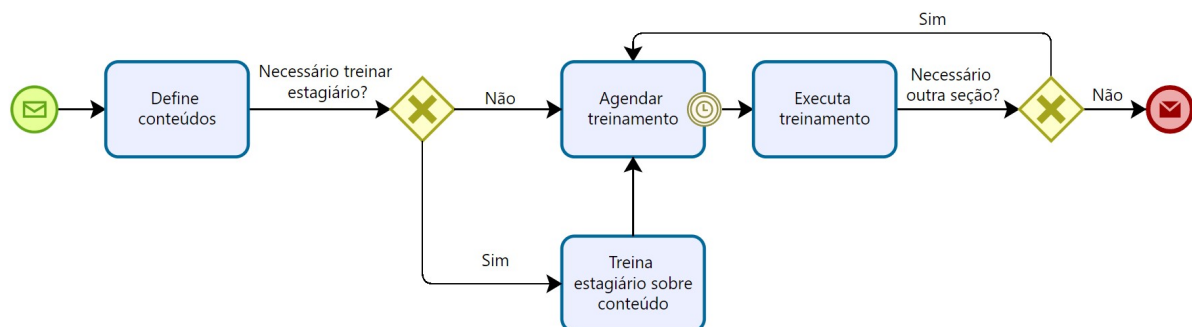 Sim
Necessário treinar
estagiário?
Necessário
outra seção?
Define
conteúdos
Não
Agendar
treinamento
Executa
treinamento
Não
Sim
Treina
estagiário sobre
conteúdo